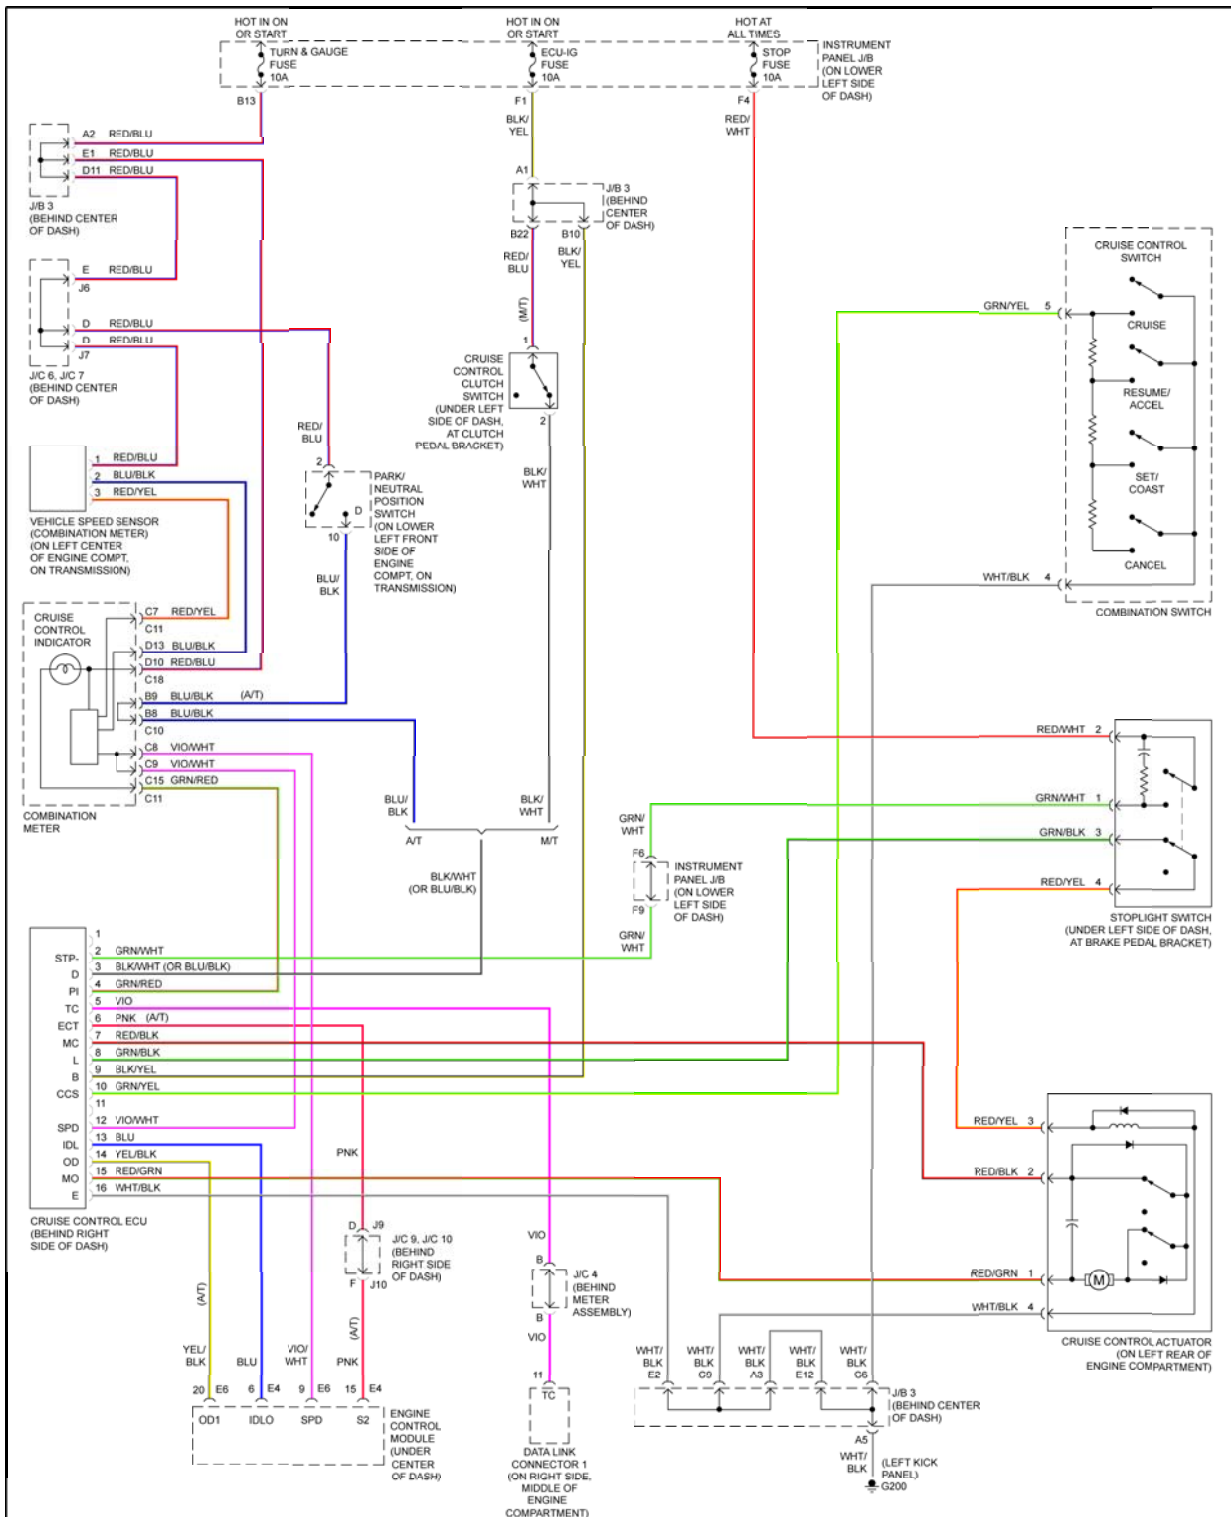 HOT IN ON
OR START
HOT IN ON
OR START
HOT AT
ALL TIMES
TURN & GAUGE
FUSE
10A
ECU-IG
FUSE
10A
STOP
FUSE
10A
INSTRUMENT
PANEL J/B
(ON LOWER
LEFT SIDE
OF DASH)
B13
F1
F4
BLK/
YEL
RED/
WHT
A2 RED/BLU
E1 RED/BLU
D11 RED/BLU
J/B 3
(BEHIND CENTER
OF DASH)
A1
J/B 3
(BEHIND
CENTER
OF DASH)
B22
B10
RED/
BLU
BLK/
YEL
(M/T)
E RED/BLU
J6
D RED/BLU
D RED/BLU
J7
J/C 6, J/C 7
(BEHIND CENTER
OF DASH)
1
CRUISE
CONTROL
CLUTCH
SWITCH
(UNDER LEFT
SIDE OF DASH,
AT CLUTCH
PEDAL BRACKET)
2
BLK/
WHT
CRUISE CONTROL
SWITCH
GRN/YEL 5
CRUISE
RESUME/
ACCEL
SET/
COAST
CANCEL
WHT/BLK 4
COMBINATION SWITCH
1 RED/BLU
2 BLU/BLK
3 RED/YEL
VEHICLE SPEED SENSOR
(COMBINATION METER)
(ON LEFT CENTER
OF ENGINE COMPT,
ON TRANSMISSION)
RED/
BLU
2
PARK/
NEUTRAL
POSITION
SWITCH
(ON LOWER
LEFT FRONT
SIDE OF
ENGINE
COMPT, ON
TRANSMISSION)
D
10
BLU/
BLK
CRUISE
CONTROL
INDICATOR
C7 RED/YEL
C11
D13 BLU/BLK
D10 RED/BLU
C18
B9 BLU/BLK (A/T)
B8 BLU/BLK
C10
C8 VIO/WHT
C9 VIO/WHT
C15 GRN/RED
C11
COMBINATION
METER
BLU/
BLK
BLK/
WHT
A/T
M/T
BLK/WHT
(OR BLU/BLK)
GRN/
WHT
F6
INSTRUMENT
PANEL J/B
(ON LOWER
LEFT SIDE
OF DASH)
F9
GRN/
WHT
RED/WHT 2
GRN/WHT 1
GRN/BLK 3
RED/YEL 4
STOPLIGHT SWITCH
(UNDER LEFT SIDE OF DASH,
AT BRAKE PEDAL BRACKET)
1
STP- 2 GRN/WHT
D 3 BLK/WHT (OR BLU/BLK)
PI 4 GRN/RED
TC 5 VIO
ECT 6 PNK (A/T)
MC 7 RED/BLK
L 8 GRN/BLK
B 9 BLK/YEL
CCS 10 GRN/YEL
11
SPD 12 VIO/WHT
IDL 13 BLU
OD 14 YEL/BLK
MO 15 RED/GRN
E 16 WHT/BLK
CRUISE CONTROL ECU
(BEHIND RIGHT
SIDE OF DASH)
PNK
D J9
J/C 9, J/C 10
(BEHIND
RIGHT SIDE
OF DASH)
F J10
(A/T)
(A/T)
VIO
B
J/C 4
(BEHIND
METER
ASSEMBLY)
B
VIO
RED/YEL 3
RED/BLK 2
RED/GRN 1
M
WHT/BLK 4
CRUISE CONTROL ACTUATOR
(ON LEFT REAR OF
ENGINE COMPARTMENT)
YEL/
BLK
BLU
VIO/
WHT
PNK
20 E6
6 E4
9 E6
15 E4
OD1
IDLO
SPD
S2
ENGINE
CONTROL
MODULE
(UNDER
CENTER
OF DASH)
11
TC
DATA LINK
CONNECTOR 1
(ON RIGHT SIDE,
MIDDLE OF
ENGINE
COMPARTMENT)
WHT/
BLK
E2
WHT/
BLK
WHT/
BLK
A3
WHT/
BLK
E12
WHT/
BLK
J/B 3
(BEHIND CENTER
OF DASH)
A5
WHT/
BLK
(LEFT KICK
PANEL)
G200